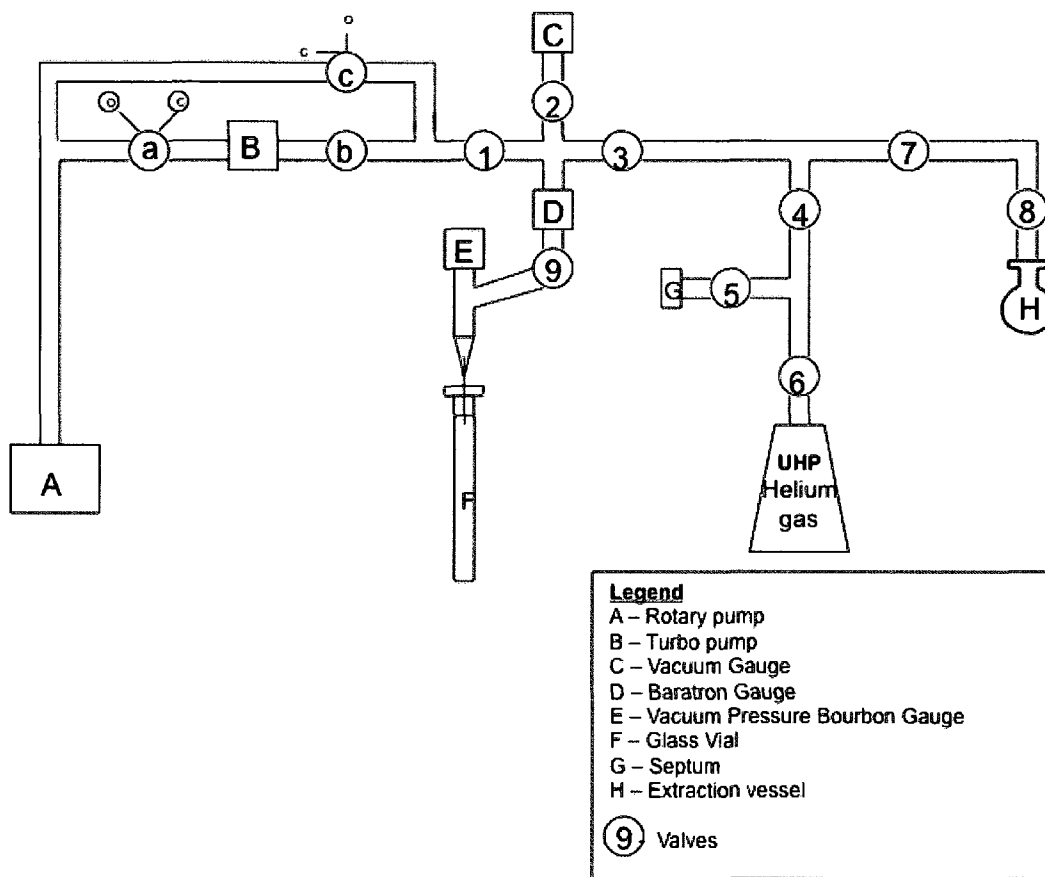 C
o
c
c
2
o
c
a
B
b
1
3
7
D
4
8
E
9
G
5
H
6
A
F
UHP
Helium
gas
Legend
A – Rotary pump
B – Turbo pump
C – Vacuum Gauge
D – Baratron Gauge
E – Vacuum Pressure Bourbon Gauge
F – Glass Vial
G – Septum
H – Extraction vessel
9 Valves